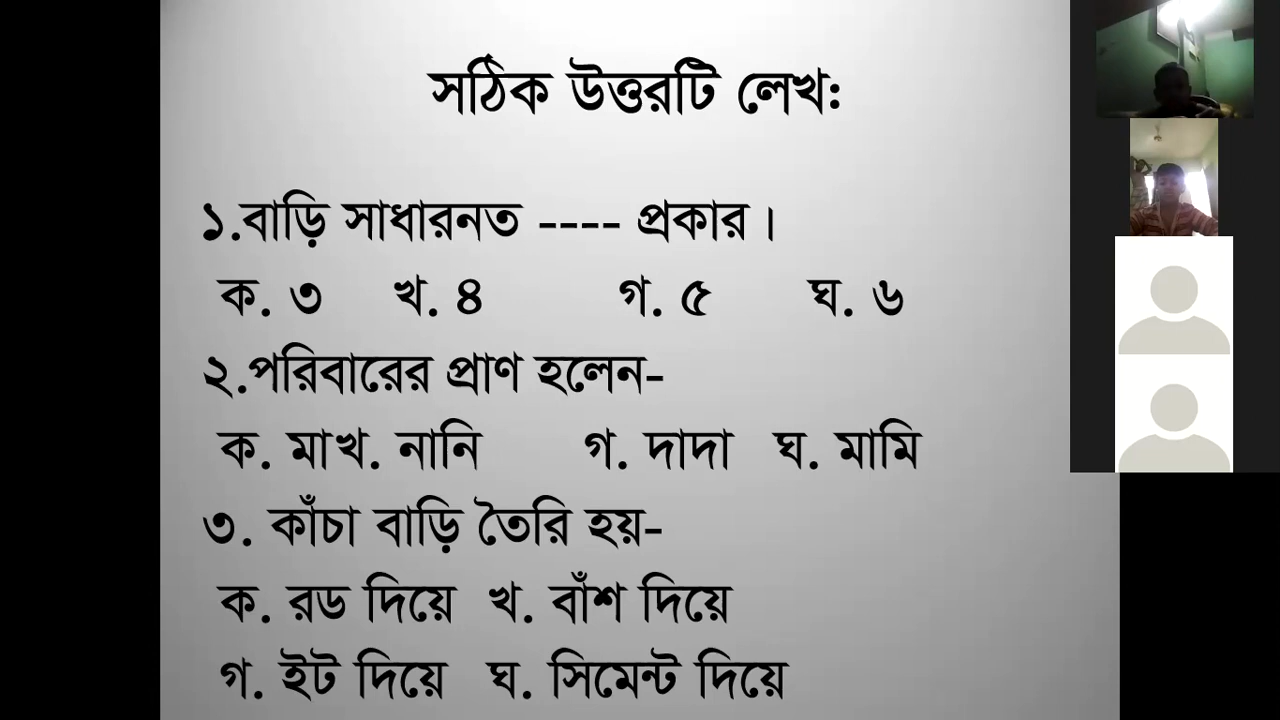 সঠিক উত্তরটি লেখ:
১.বাড়ি সাধারনত ---- প্রকার।
ক. ৩ খ. ৪ গ. ৫ ঘ. ৬
২.পরিবারের প্রাণ হলেন-
ক. মা খ. নানি গ. দাদা ঘ. মামি
৩. কাঁচা বাড়ি তৈরি হয়-
ক. রড দিয়ে খ. বাঁশ দিয়ে
গ. ইট দিয়ে ঘ. সিমেন্ট দিয়ে